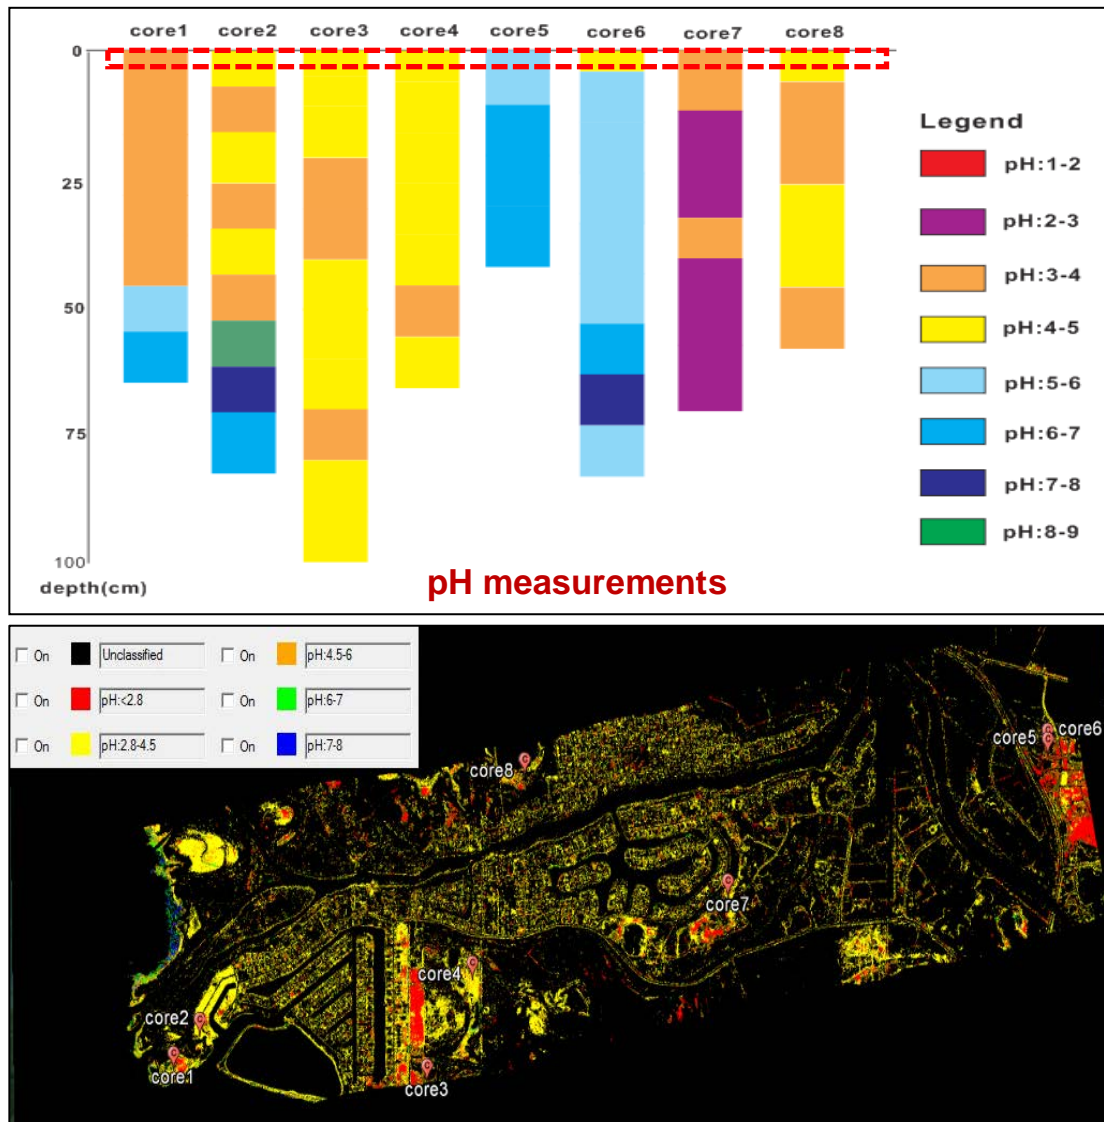 core1 core2 core3 core4 core5 core6 core7 core8
0
25
50
75
100
depth(cm)
pH measurements
Legend
pH:1-2
pH:2-3
pH:3-4
pH:4-5
pH:5-6
pH:6-7
pH:7-8
pH:8-9
On Unclassified On pH:4.5-6
On pH:<2.8 On pH:6-7
On pH:2.8-4.5 On pH:7-8
core5 core6
core8
core7
core4
core2
core1
core3